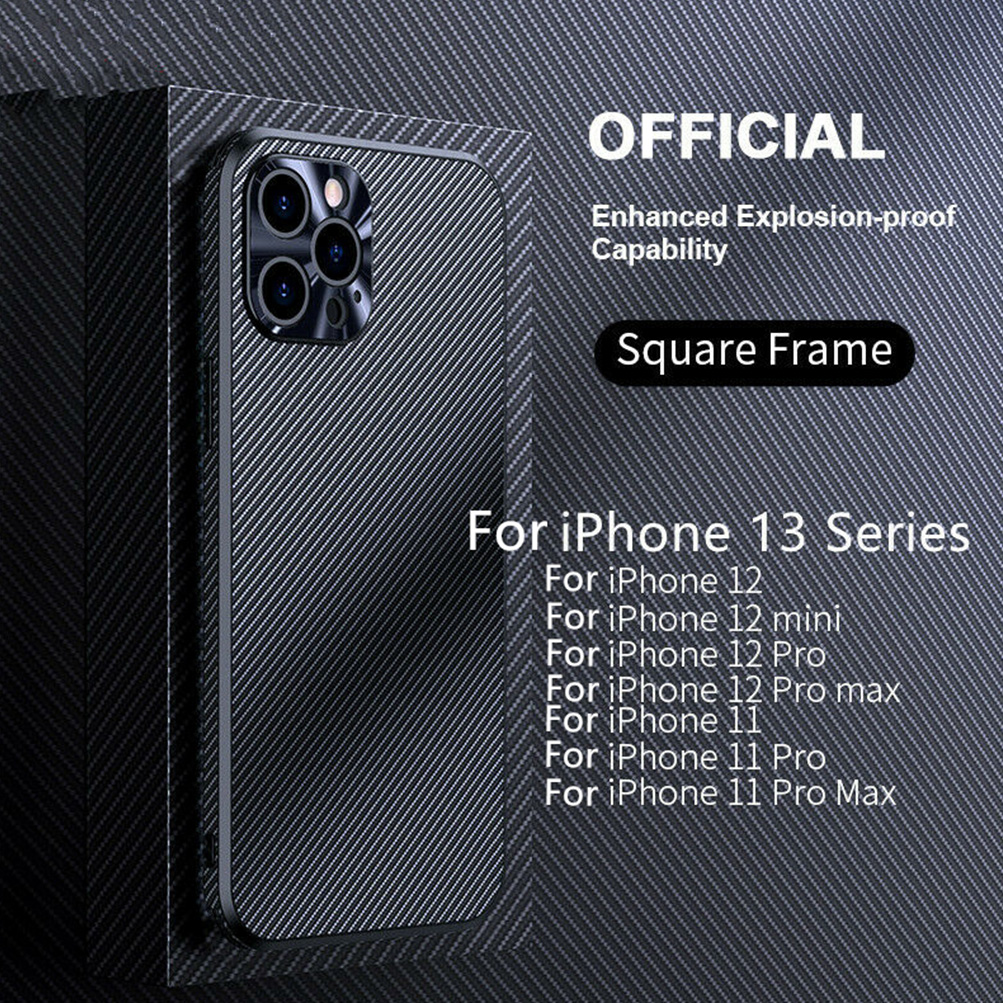 OFFICIAL
Enhanced Explosion-proof
Capability
Square Frame
For iPhone 13 Series
For iPhone 12
For iPhone 12 mini
For iPhone 12 Pro
For iPhone 12 Pro max
For iPhone 11
For iPhone 11 Pro
For iPhone 11 Pro Max